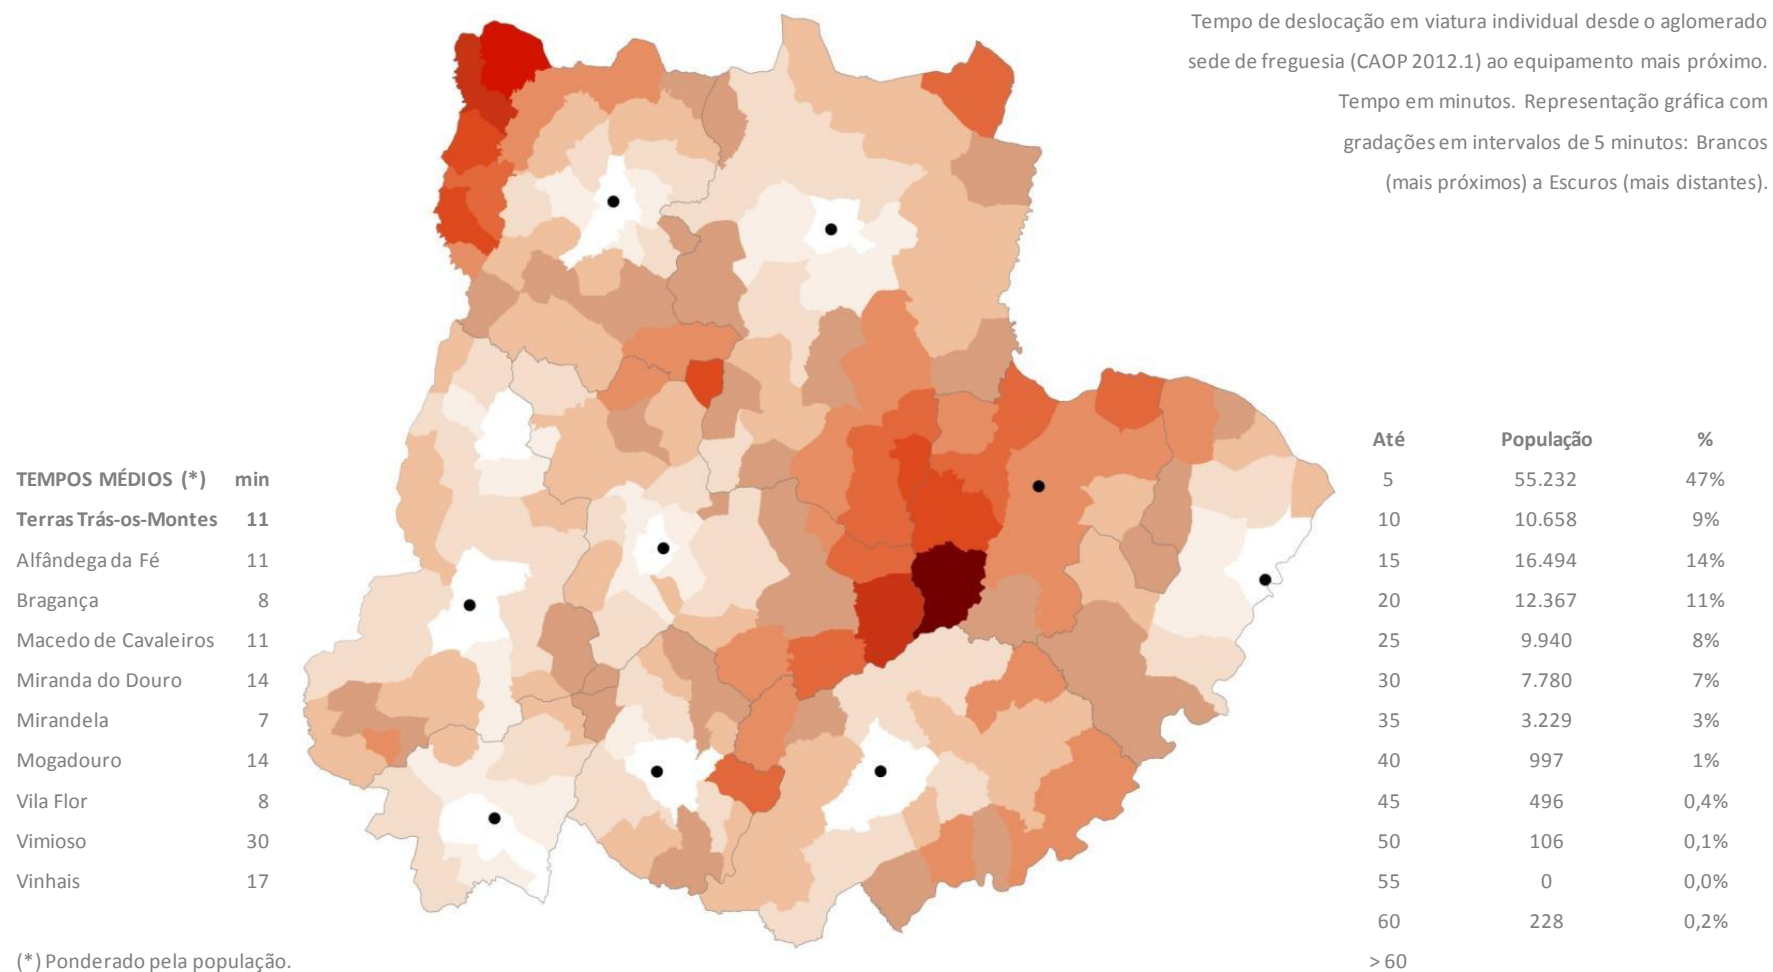 Tempo de deslocação em viatura individual desde o aglomerado
sede de freguesia (CAOP 2012.1) ao equipamento mais próximo.
Tempo em minutos. Representação gráfica com
gradações em intervalos de 5 minutos: Brancos
(mais próximos) a Escuros (mais distantes).
TEMPOS MÉDIOS (*) min
Terras Trás-os-Montes 11
Alfândega da Fé 11
Bragança 8
Macedo de Cavaleiros 11
Miranda do Douro 14
Mirandela 7
Mogadouro 14
Vila Flor 8
Vimioso 30
Vinhais 17
(*) Ponderado pela população.
Até População %
5 55.232 47%
10 10.658 9%
15 16.494 14%
20 12.367 11%
25 9.940 8%
30 7.780 7%
35 3.229 3%
40 997 1%
45 496 0,4%
50 106 0,1%
55 0 0,0%
60 228 0,2%
> 60